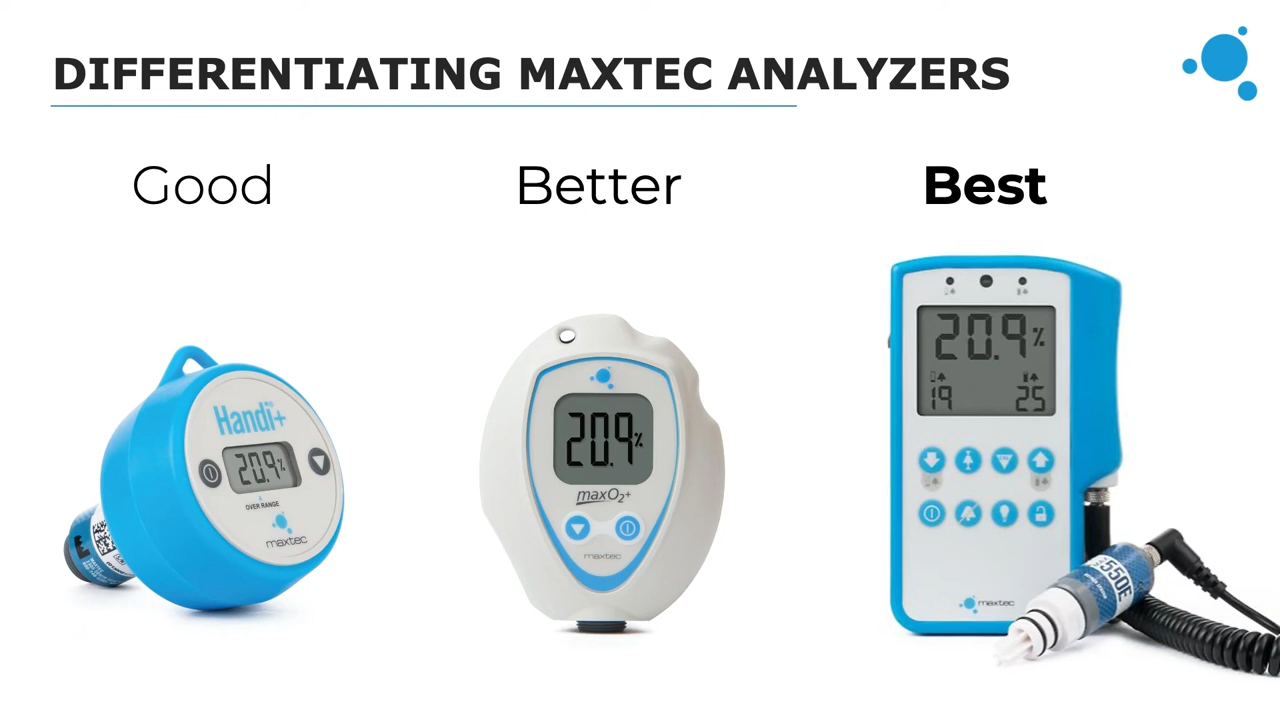 DIFFERENTIATING MAXTEC ANALYZERS
Good
Better
Best
Handi+
20.9%
OVER RANGE
maxtec
20.9%
maxO2+
maxtec
20.9%
19
25
maxtec
550E